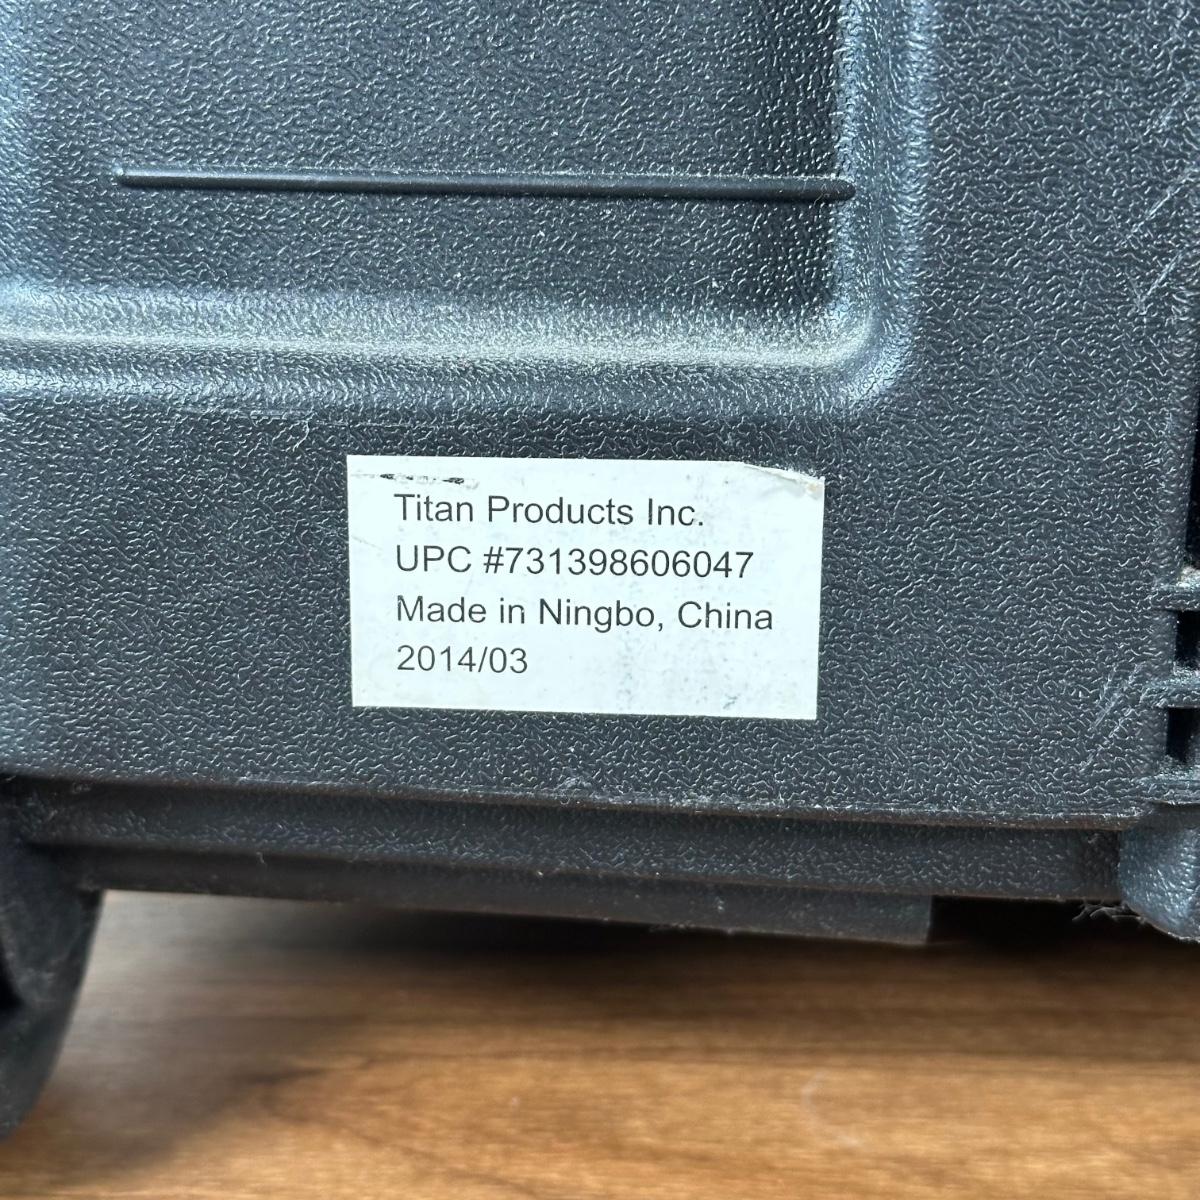 Titan Products Inc.
UPC #731398606047
Made in Ningbo, China
2014/03